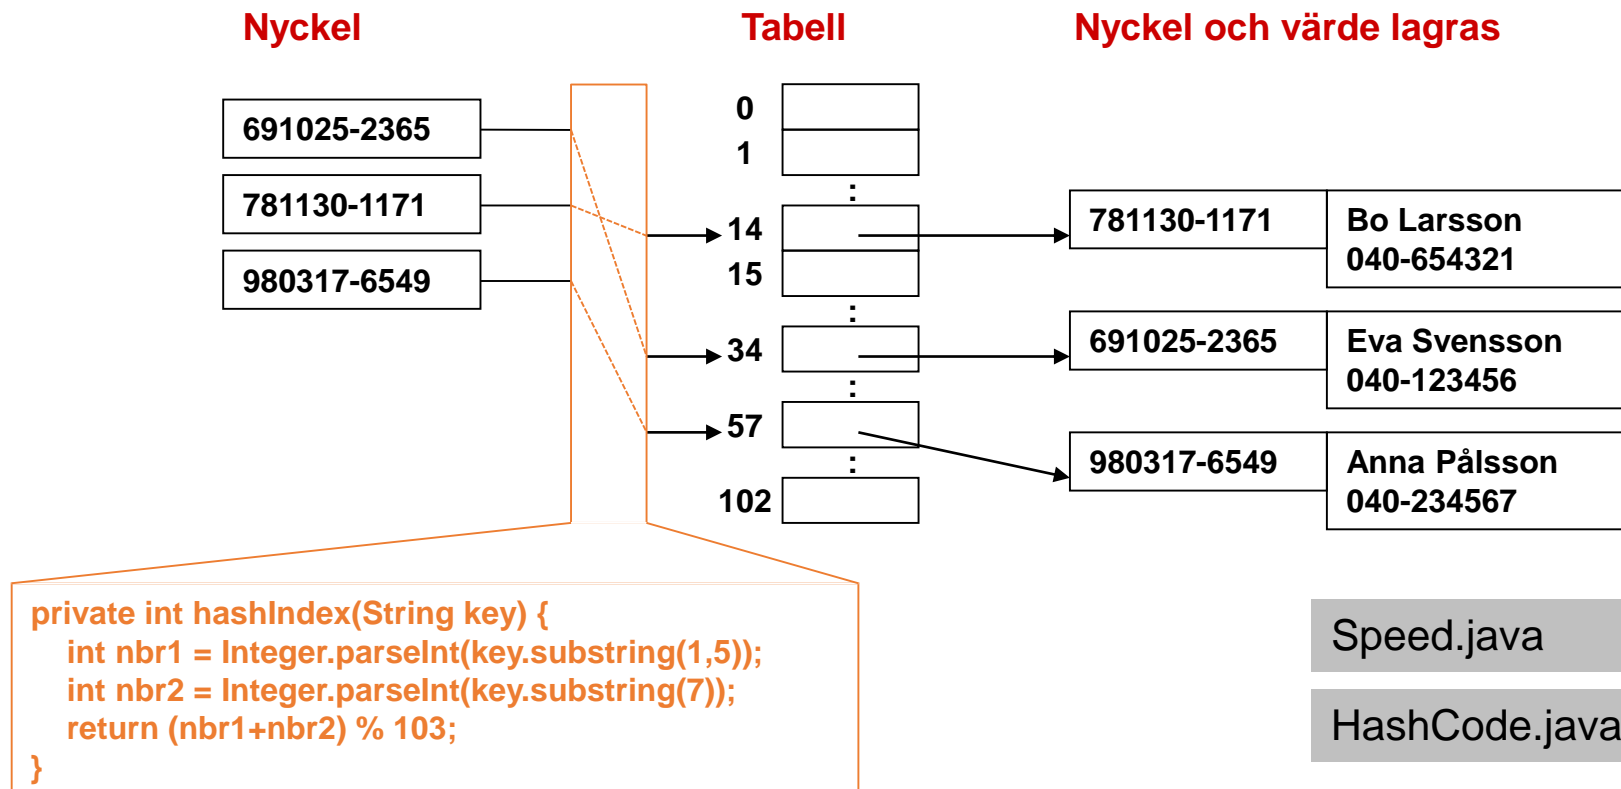 Nyckel
Tabell
Nyckel och värde lagras
691025-2365
781130-1171
980317-6549
0
1
:
14
15
:
34
:
57
:
102
781130-1171
Bo Larsson
040-654321
691025-2365
Eva Svensson
040-123456
980317-6549
Anna Pålsson
040-234567
private int hashIndex(String key) {
int nbr1 = Integer.parseInt(key.substring(1,5));
int nbr2 = Integer.parseInt(key.substring(7));
return (nbr1+nbr2) % 103;
}
Speed.java
HashCode.java